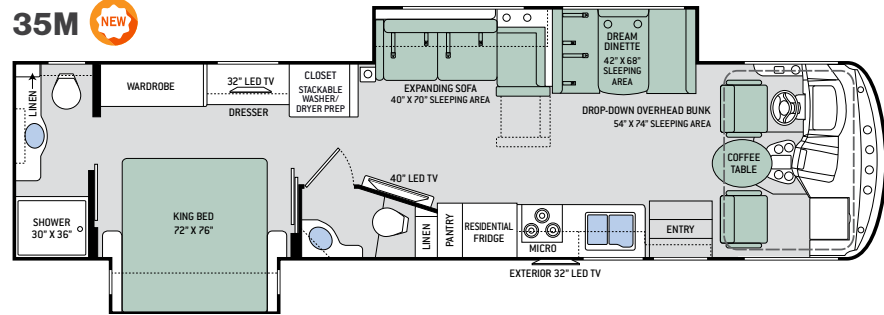 35M
NEW
LINEN
WARDROBE
32" LED TV
DRESSER
CLOSET
STACKABLE
WASHER/
DRYER PREP
EXPANDING SOFA
40" X 70" SLEEPING AREA
DREAM
DINETTE
42" X 68"
SLEEPING
AREA
DROP-DOWN OVERHEAD BUNK
54" X 74" SLEEPING AREA
COFFEE
TABLE
SHOWER
30" X 36"
KING BED
72" X 76"
40" LED TV
LINEN
PANTRY
RESIDENTIAL
FRIDGE
MICRO
ENTRY
EXTERIOR 32" LED TV